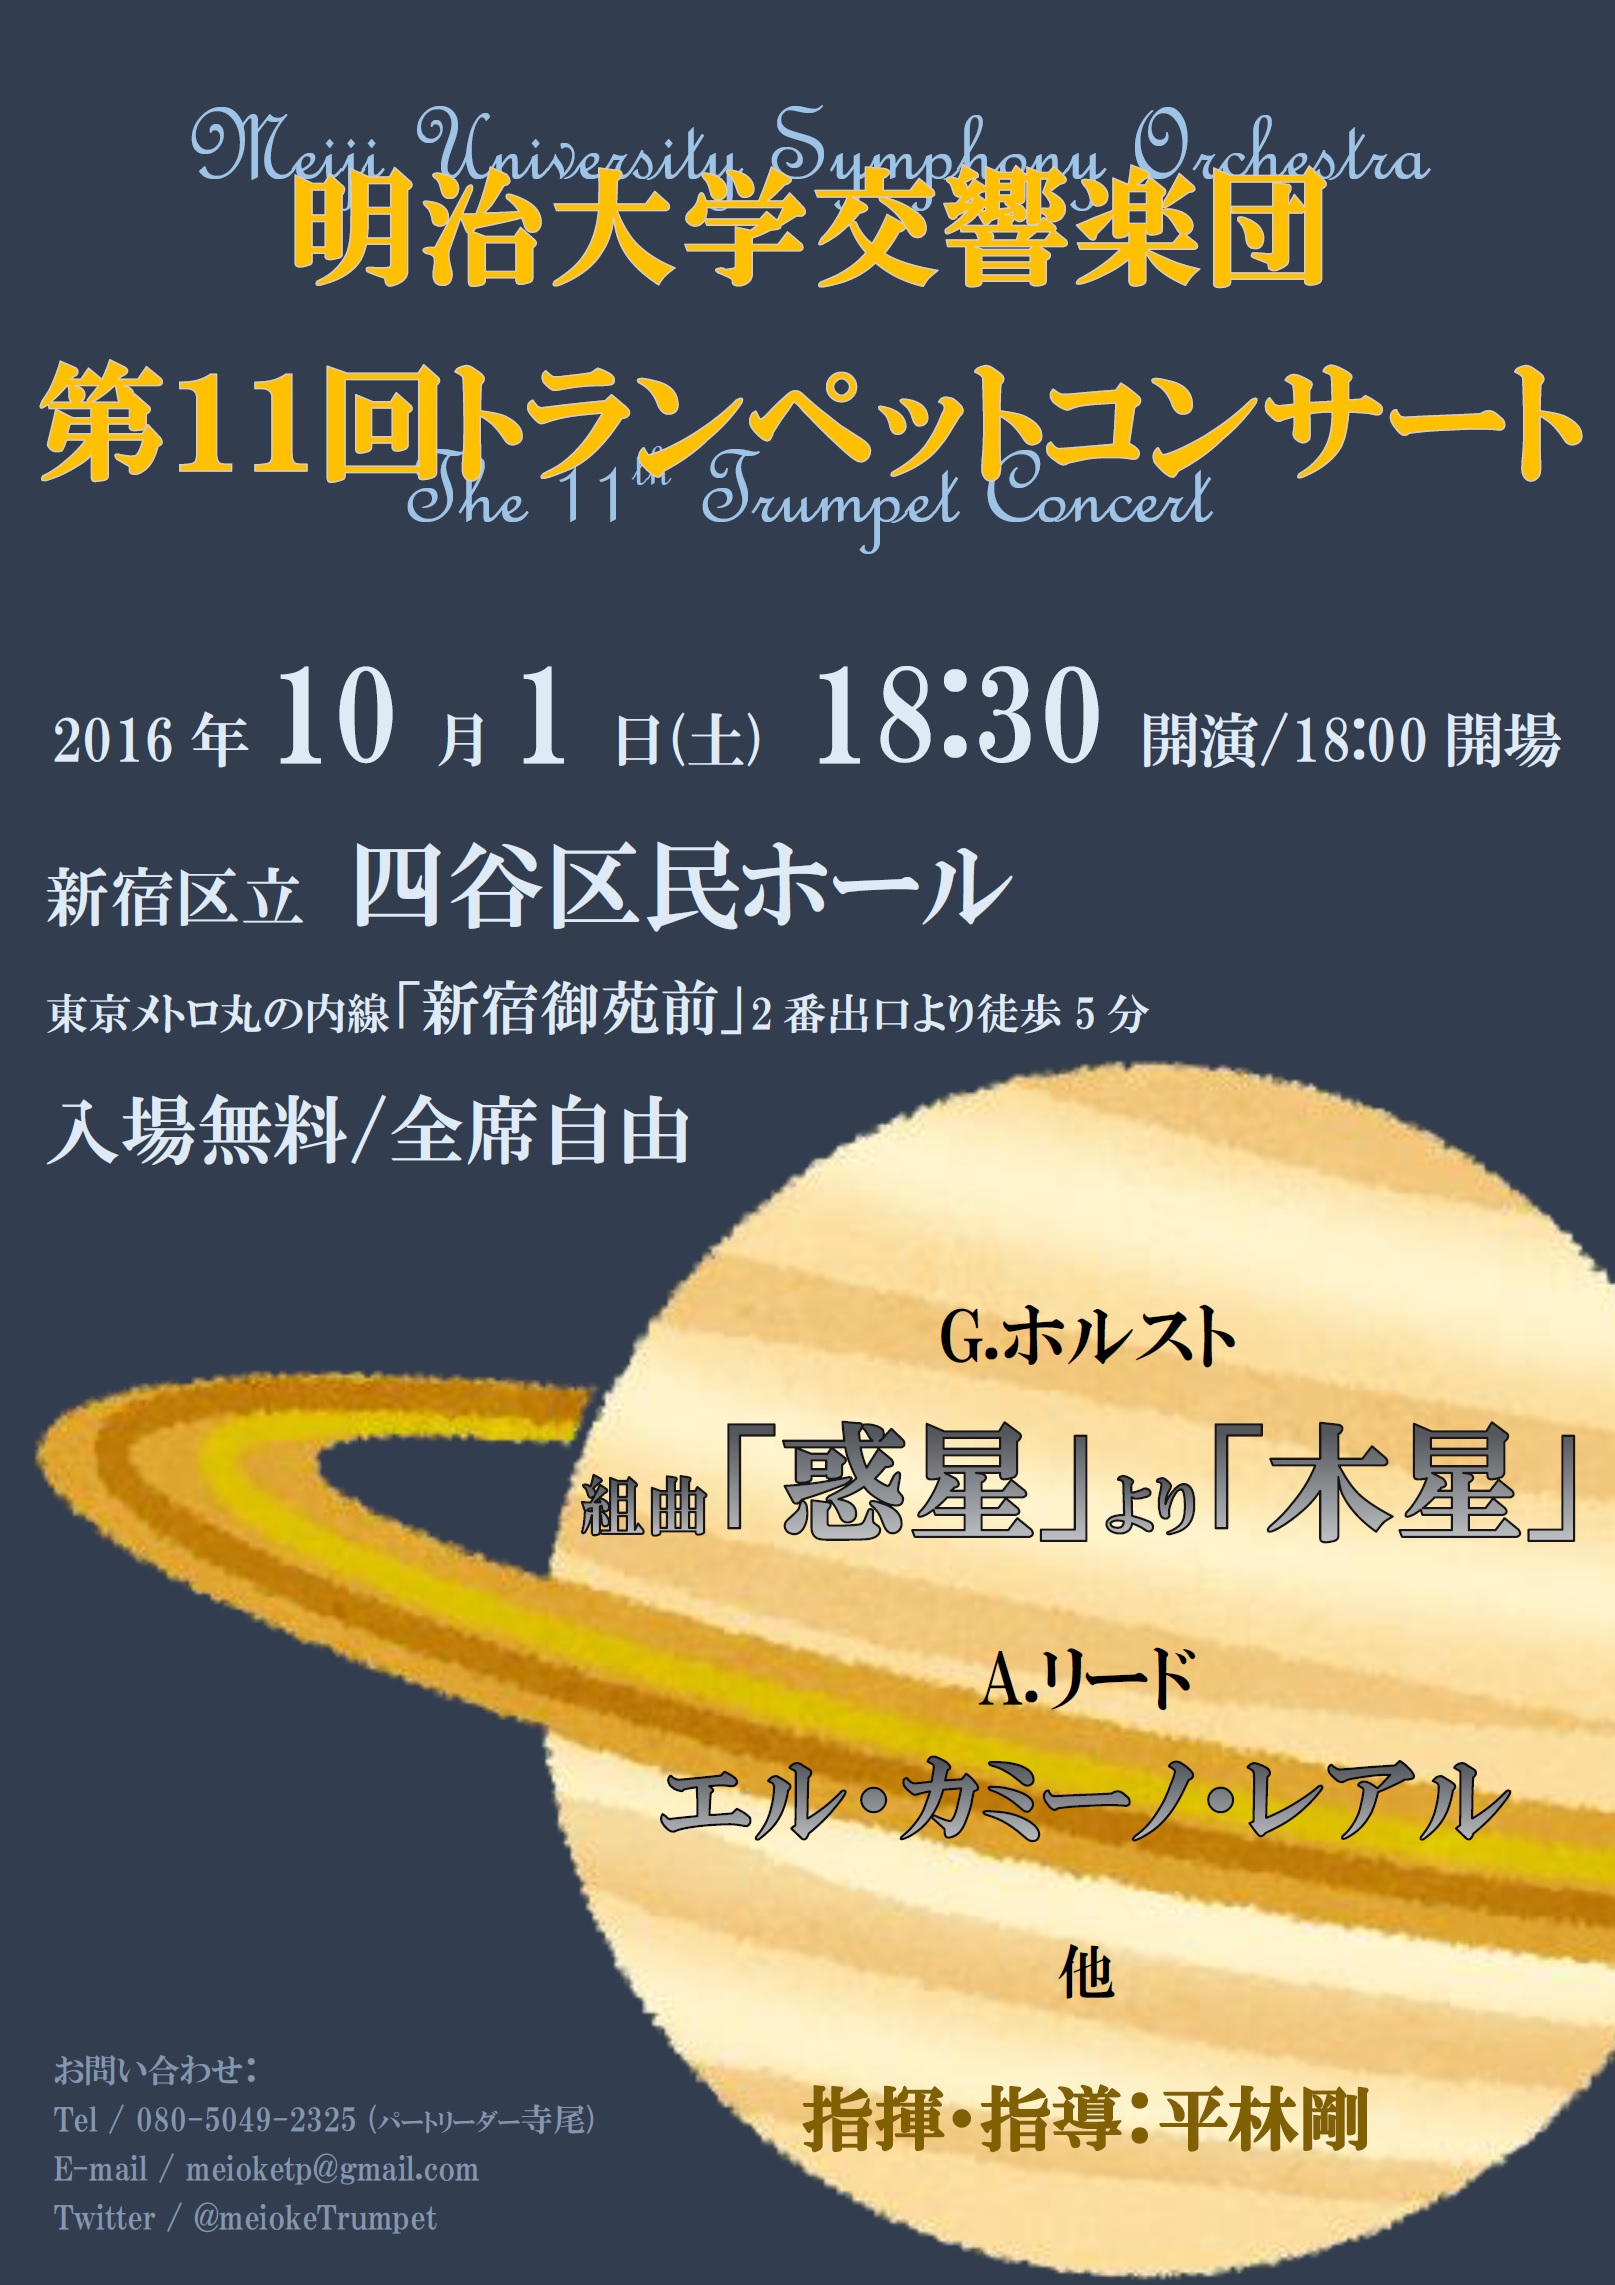 Meiji University Symphony Orchestra
明治大学交響楽団
第11回トランペットコンサート
The 11th Trumpet Concert
2016 年 10 月 1 日(土) 18:30 開演/18:00 開場
新宿区立 四谷区民ホール
東京メトロ丸の内線「新宿御苑前」2 番出口より徒歩 5 分
入場無料/全席自由
G.ホルスト
組曲「惑星」より「木星」
A.リード
エル・カミーノ・レアル
他
指揮・指導：平林剛
お問い合わせ：
Tel / 080-5049-2325 (パートリーダー寺尾)
E-mail / meioketp@gmail.com
Twitter / @meiokeTrumpet